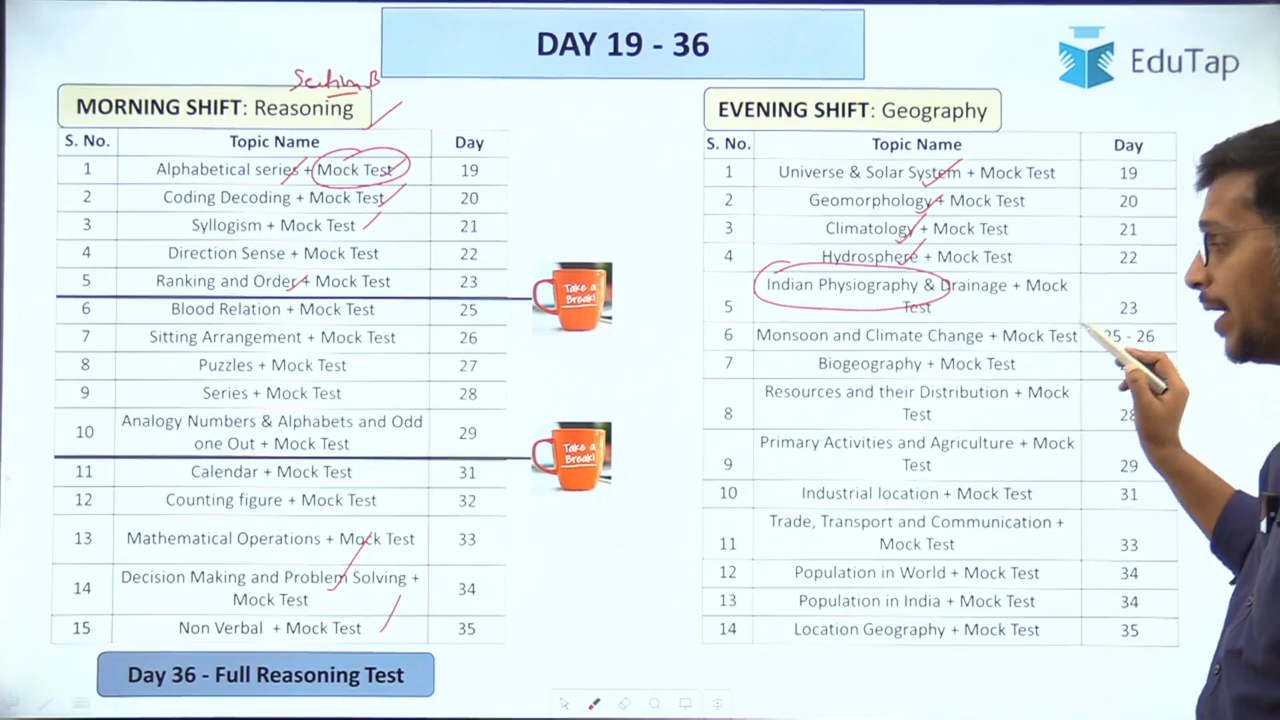 DAY 19 - 36
EduTap
Section B
MORNING SHIFT: Reasoning
S. No. Topic Name Day
1 Alphabetical series + Mock Test 19
2 Coding Decoding + Mock Test 20
3 Syllogism + Mock Test 21
4 Direction Sense + Mock Test 22
5 Ranking and Order + Mock Test 23
6 Blood Relation + Mock Test 25
7 Sitting Arrangement + Mock Test 26
8 Puzzles + Mock Test 27
9 Series + Mock Test 28
10 Analogy Numbers & Alphabets and Odd
one Out + Mock Test 29
11 Calendar + Mock Test 31
12 Counting figure + Mock Test 32
13 Mathematical Operations + Mock Test 33
14 Decision Making and Problem Solving +
Mock Test 34
15 Non Verbal + Mock Test 35
Day 36 - Full Reasoning Test
Take a
Break!
Take a
Break!
EVENING SHIFT: Geography
S. No. Topic Name Day
1 Universe & Solar System + Mock Test 19
2 Geomorphology + Mock Test 20
3 Climatology + Mock Test 21
4 Hydrosphere + Mock Test 22
Indian Physiography & Drainage + Mock
5 Test 23
6 Monsoon and Climate Change + Mock Test 25 - 26
7 Biogeography + Mock Test
Resources and their Distribution + Mock
8 Test 28
Primary Activities and Agriculture + Mock
9 Test 29
10 Industrial location + Mock Test 31
Trade, Transport and Communication +
11 Mock Test 33
12 Population in World + Mock Test 34
13 Population in India + Mock Test 34
14 Location Geography + Mock Test 35